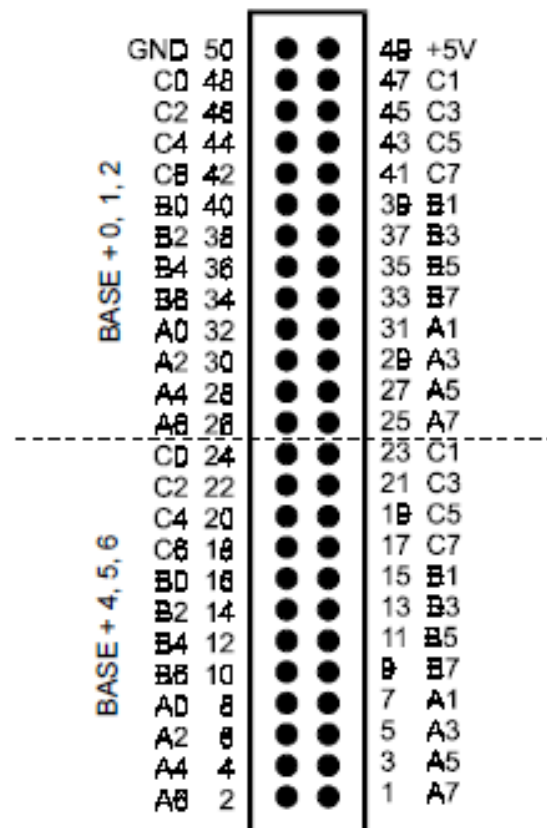 GND 50 49 +5V
C0 48 47 C1
C2 46 45 C3
C4 44 43 C5
C6 42 41 C7
B0 40 39 B1
B2 38 37 B3
B4 36 35 B5
B6 34 33 B7
A0 32 31 A1
A2 30 29 A3
A4 28 27 A5
A6 26 25 A7
BASE + 0, 1, 2
C0 24 23 C1
C2 22 21 C3
C4 20 19 C5
C6 18 17 C7
B0 16 15 B1
B2 14 13 B3
B4 12 11 B5
B6 10 9 B7
A0 8 7 A1
A2 6 5 A3
A4 4 3 A5
A6 2 1 A7
BASE + 4, 5, 6